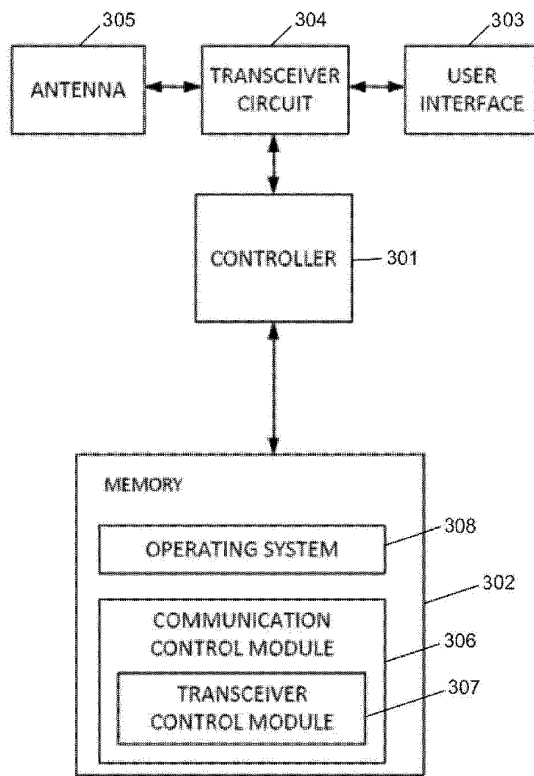 305
304
303
ANTENNA
TRANSCEIVER
CIRCUIT
USER
INTERFACE
CONTROLLER
301
MEMORY
OPERATING SYSTEM
308
302
COMMUNICATION
CONTROL MODULE
306
TRANSCEIVER
CONTROL MODULE
307